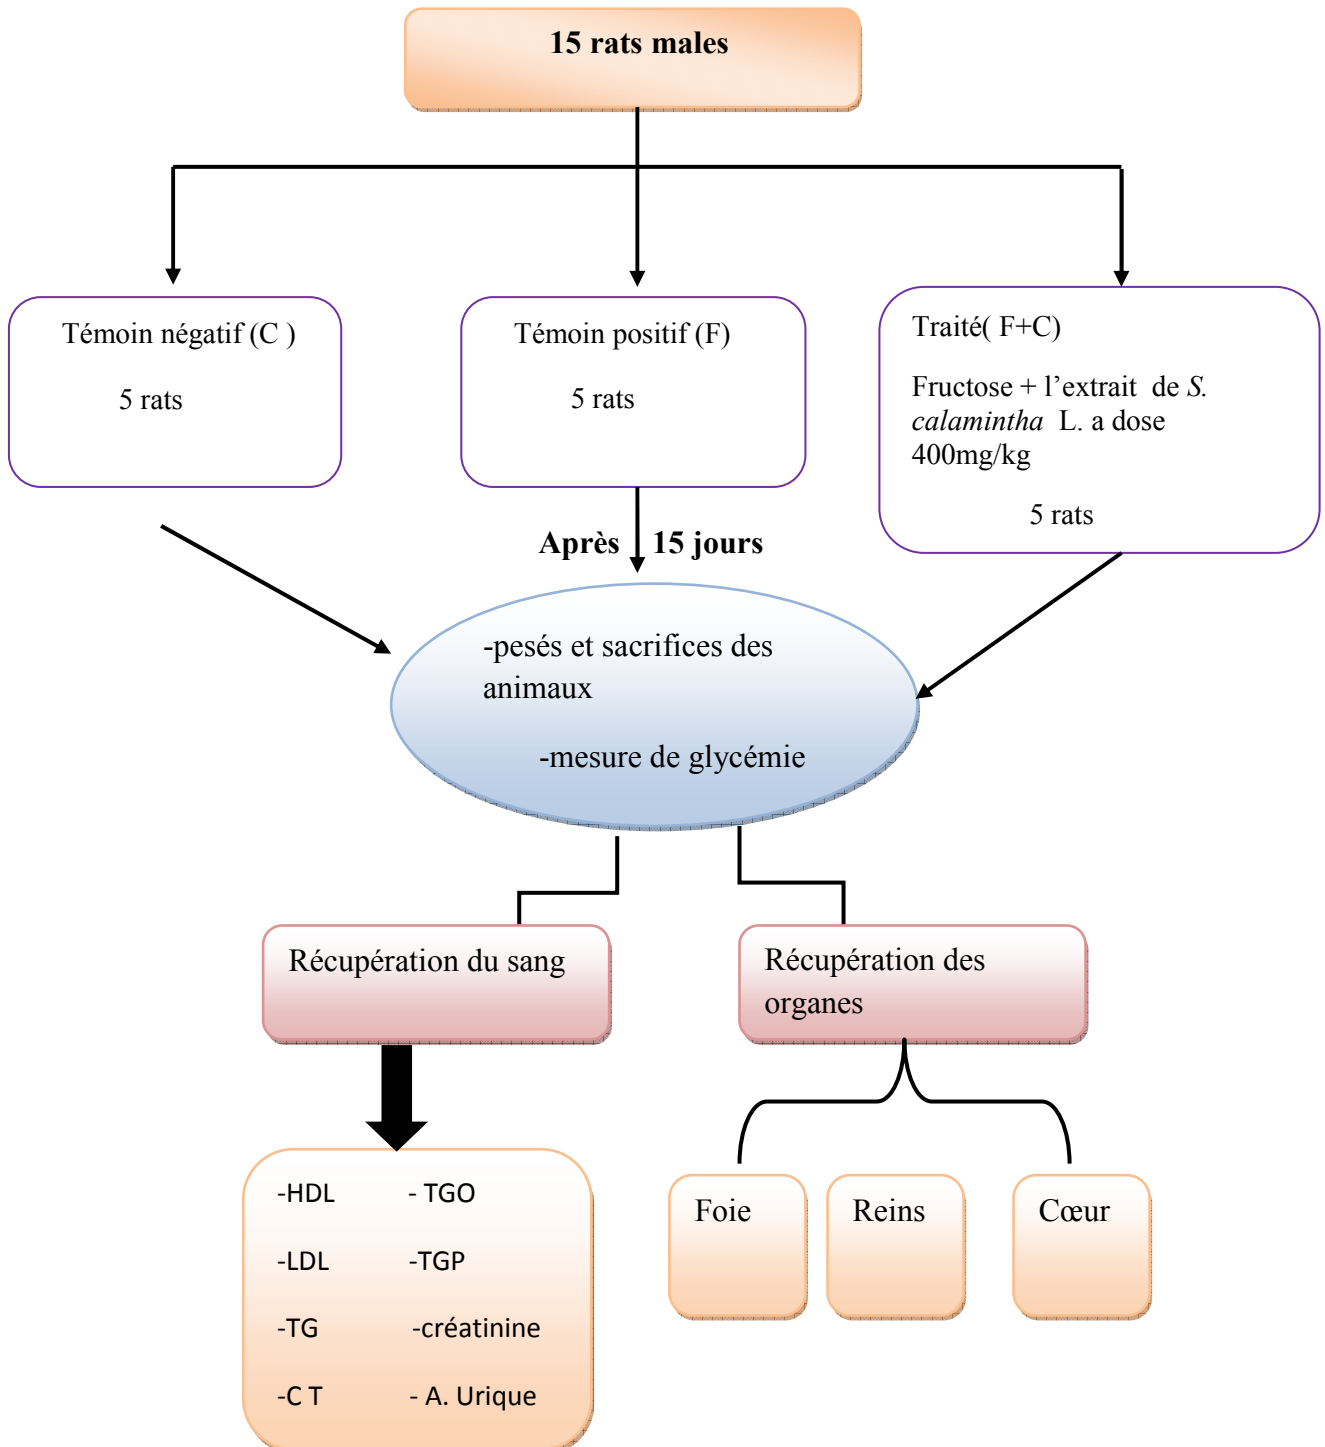 15 rats males
Témoin négatif (C )
5 rats
Témoin positif (F)
5 rats
Traité( F+C)
Fructose + l’extrait de S.
calamintha L. a dose
400mg/kg
5 rats
Après 15 jours
-pesés et sacrifices des
animaux
-mesure de glycémie
Récupération du sang
Récupération des
organes
-HDL - TGO
-LDL -TGP
-TG -créatinine
-C T - A. Urique
Foie
Reins
Cœur